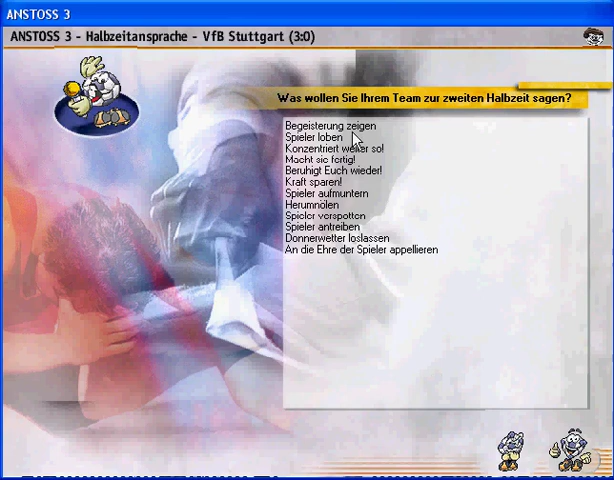 ANSTOSS 3
ANSTOSS 3 - Halbzeitansprache - VfB Stuttgart (3:0)
Was wollen Sie Ihrem Team zur zweiten Halbzeit sagen?
Begeisterung zeigen
Spieler loben
Konzentriert weiter so!
Macht sie fertig!
Beruhigt Euch wieder!
Kraft sparen!
Spieler aufmuntern
Herumnölen
Spieler verspotten
Spieler antreiben
Donnerwetter loslassen
An die Ehre der Spieler appellieren